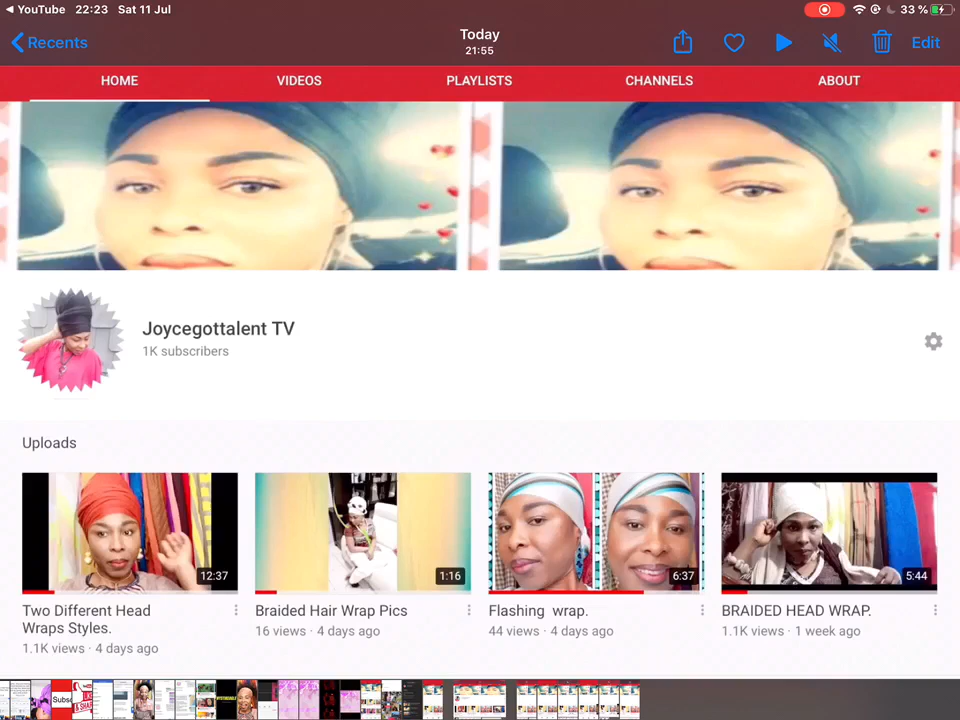 YouTube 22:23 Sat 11 Jul 33 %
Recents Today Edit
21:55
HOME VIDEOS PLAYLISTS CHANNELS ABOUT
Joycegottalent TV
1K subscribers
Uploads
12:37 1:16 6:37 5:44
Two Different Head Wraps Styles.
1.1K views · 4 days ago
Braided Hair Wrap Pics
16 views · 4 days ago
Flashing wrap.
44 views · 4 days ago
BRAIDED HEAD WRAP.
1.1K views · 1 week ago